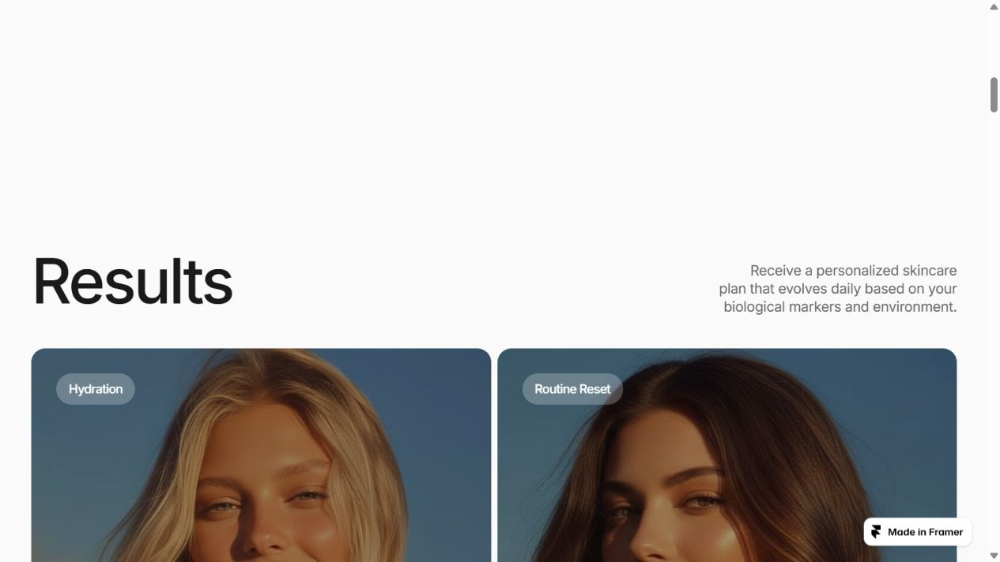 Results
Receive a personalized skincare
plan that evolves daily based on your
biological markers and environment.
Hydration
Routine Reset
Made in Framer